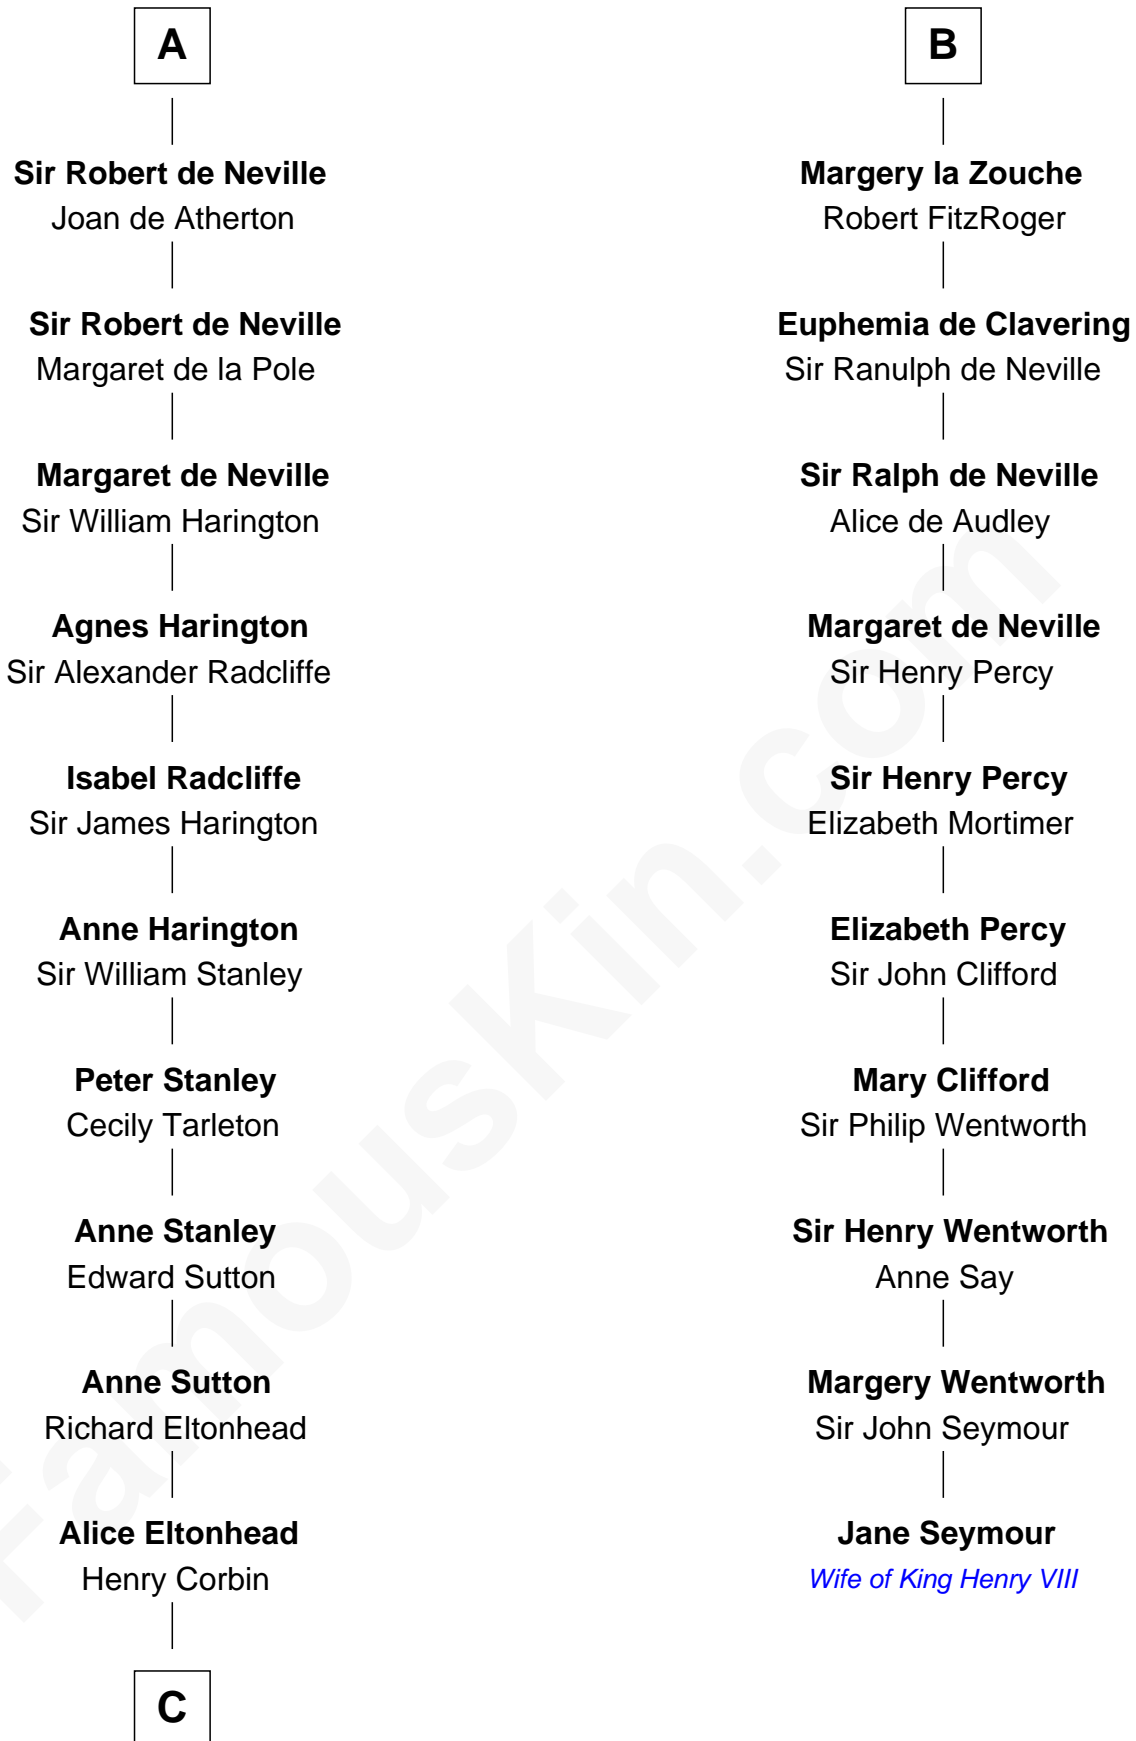 A
Sir Robert de Neville
Joan de Atherton
Sir Robert de Neville
Margaret de la Pole
Margaret de Neville
Sir William Harington
Agnes Harington
Sir Alexander Radcliffe
Isabel Radcliffe
Sir James Harington
Anne Harington
Sir William Stanley
Peter Stanley
Cecily Tarleton
Anne Stanley
Edward Sutton
Anne Sutton
Richard Eltonhead
Alice Eltonhead
Henry Corbin
C
B
Margery la Zouche
Robert FitzRoger
Euphemia de Clavering
Sir Ranulph de Neville
Sir Ralph de Neville
Alice de Audley
Margaret de Neville
Sir Henry Percy
Sir Henry Percy
Elizabeth Mortimer
Elizabeth Percy
Sir John Clifford
Mary Clifford
Sir Philip Wentworth
Sir Henry Wentworth
Anne Say
Margery Wentworth
Sir John Seymour
Jane Seymour
Wife of King Henry VIII
FamousKin.com